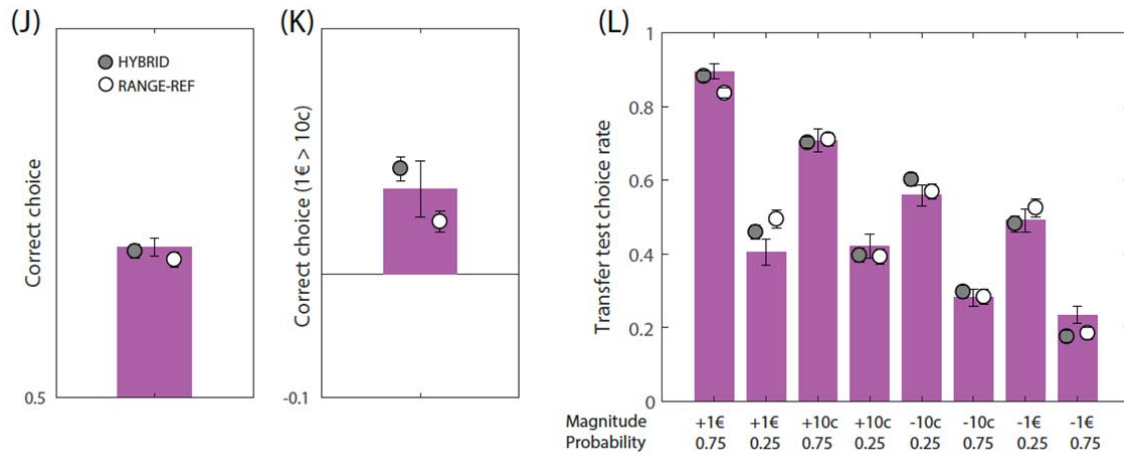 (J)
HYBRID
RANGE-REF
Correct choice
0.5
(K)
Correct choice (1€ > 10c)
-0.1
(L)
Transfer test choice rate
1
0.8
0.6
0.4
0.2
0
Magnitude +1€ +1€ +10c +10c -10c -10c -1€ -1€
Probability 0.75 0.25 0.75 0.25 0.25 0.75 0.25 0.75